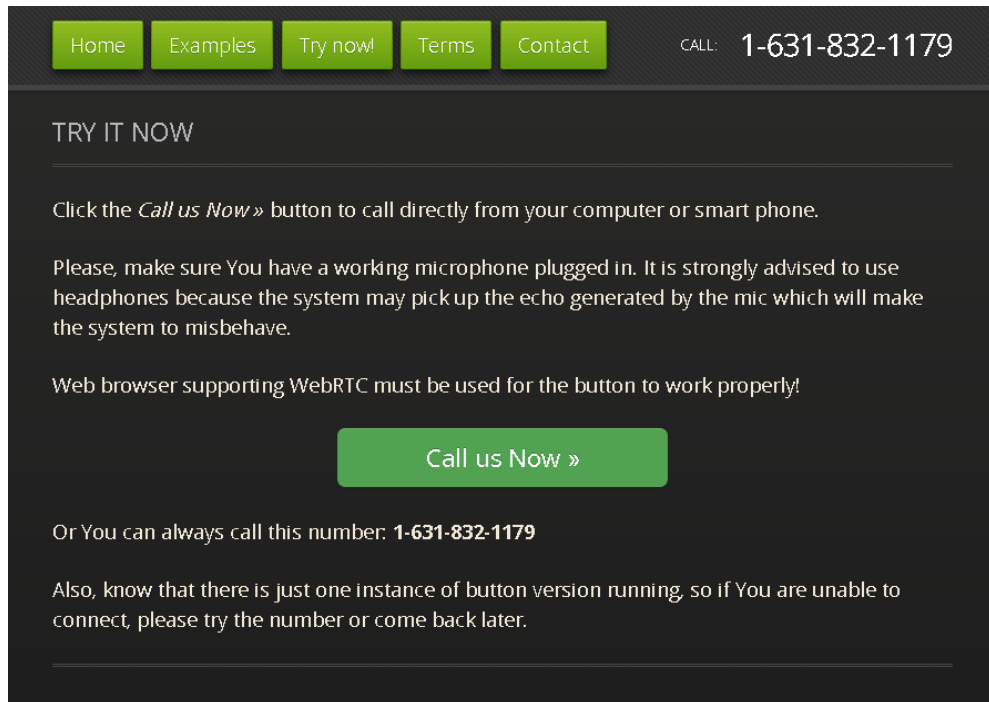 Home Examples Try now! Terms Contact CALL: 1-631-832-1179
TRY IT NOW
Click the Call us Now » button to call directly from your computer or smart phone.
Please, make sure You have a working microphone plugged in. It is strongly advised to use
headphones because the system may pick up the echo generated by the mic which will make
the system to misbehave.
Web browser supporting WebRTC must be used for the button to work properly!
Call us Now »
Or You can always call this number: 1-631-832-1179
Also, know that there is just one instance of button version running, so if You are unable to
connect, please try the number or come back later.